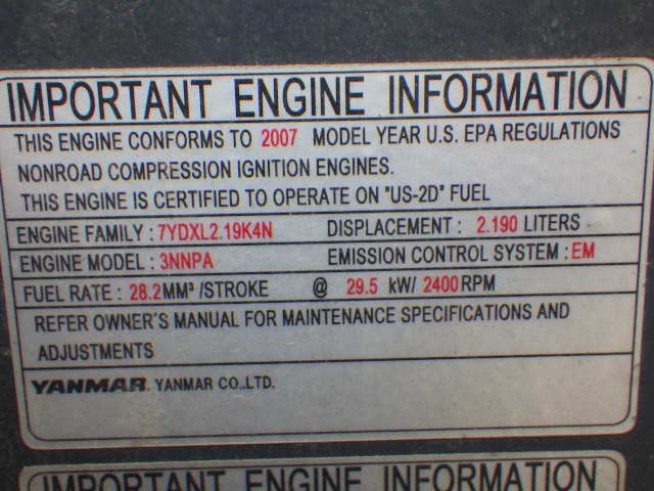 IMPORTANT ENGINE INFORMATION
THIS ENGINE CONFORMS TO 2007 MODEL YEAR U.S. EPA REGULATIONS
NONROAD COMPRESSION IGNITION ENGINES.
THIS ENGINE IS CERTIFIED TO OPERATE ON "US-2D" FUEL
ENGINE FAMILY : 7YDXL2.19K4N DISPLACEMENT : 2.190 LITERS
ENGINE MODEL : 3NNPA EMISSION CONTROL SYSTEM : EM
FUEL RATE : 28.2 MM³ /STROKE @ 29.5 kW/ 2400 RPM
REFER OWNER'S MANUAL FOR MAINTENANCE SPECIFICATIONS AND
ADJUSTMENTS
YANMAR YANMAR CO.,LTD.
IMPORTANT ENGINE INFORMATION